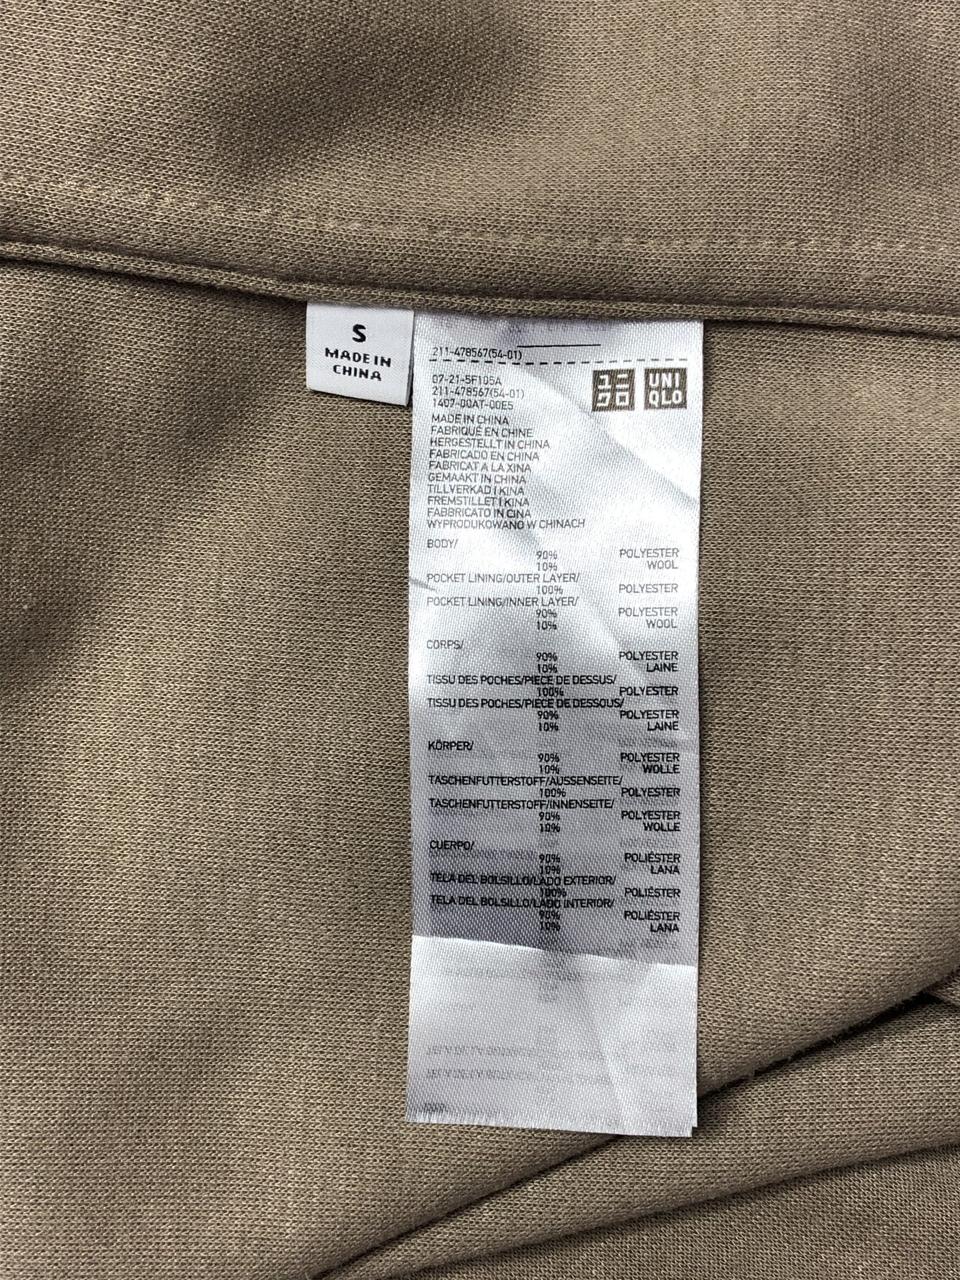 S
MADE IN
CHINA
211-478567(54-01)
07-21-5F105A
211-478567(54-01)
1407-00AT-00E5
ユニ
クロ
UNI
QLO
MADE IN CHINA
FABRIQUÉ EN CHINE
HERGESTELLT IN CHINA
FABRICADO EN CHINA
FABRICAT A LA XINA
GEMAAKT IN CHINA
TILLVERKAD I KINA
FREMSTILLET I KINA
FABBRICATO IN CINA
WYPRODUKOWANO W CHINACH
BODY/
90% POLYESTER
10% WOOL
POCKET LINING/OUTER LAYER/
100% POLYESTER
POCKET LINING/INNER LAYER/
90% POLYESTER
10% WOOL
CORPS/
90% POLYESTER
10% LAINE
TISSU DES POCHES/PIECE DE DESSUS/
100% POLYESTER
TISSU DES POCHES/PIECE DE DESSOUS/
90% POLYESTER
10% LAINE
KÖRPER/
90% POLYESTER
10% WOLLE
TASCHENFUTTERSTOFF/AUSSENSEITE/
100% POLYESTER
TASCHENFUTTERSTOFF/INNENSEITE/
90% POLYESTER
10% WOLLE
CUERPO/
90% POLIÉSTER
10% LANA
TELA DEL BOLSILLO/LADO EXTERIOR/
100% POLIÉSTER
TELA DEL BOLSILLO/LADO INTERIOR/
90% POLIÉSTER
10% LANA